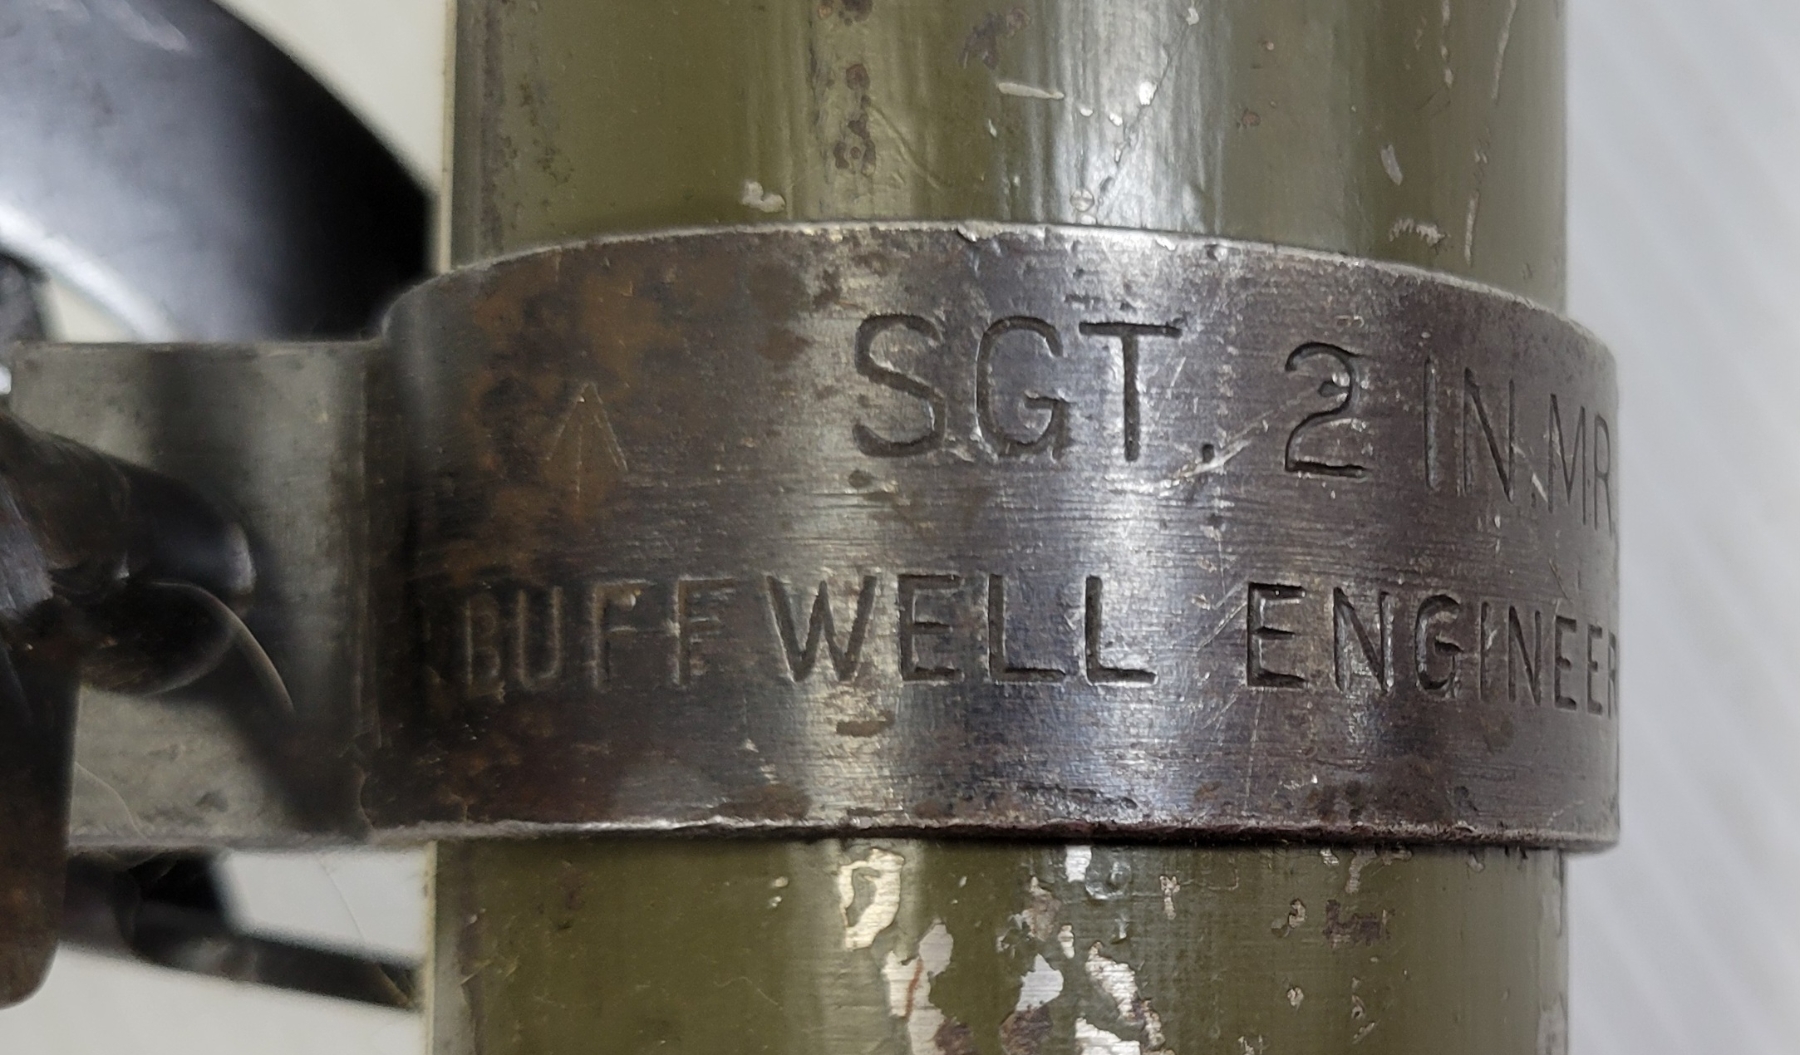 SGT. 2 IN. MR.
BUFFWELL ENGINEER